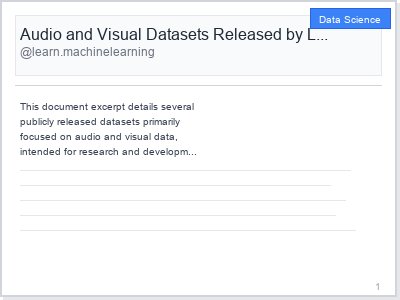 Data Science
Audio and Visual Datasets Released by L...
@learn.machinelearning
This document excerpt details several
publicly released datasets primarily
focused on audio and visual data,
intended for research and developm...
1